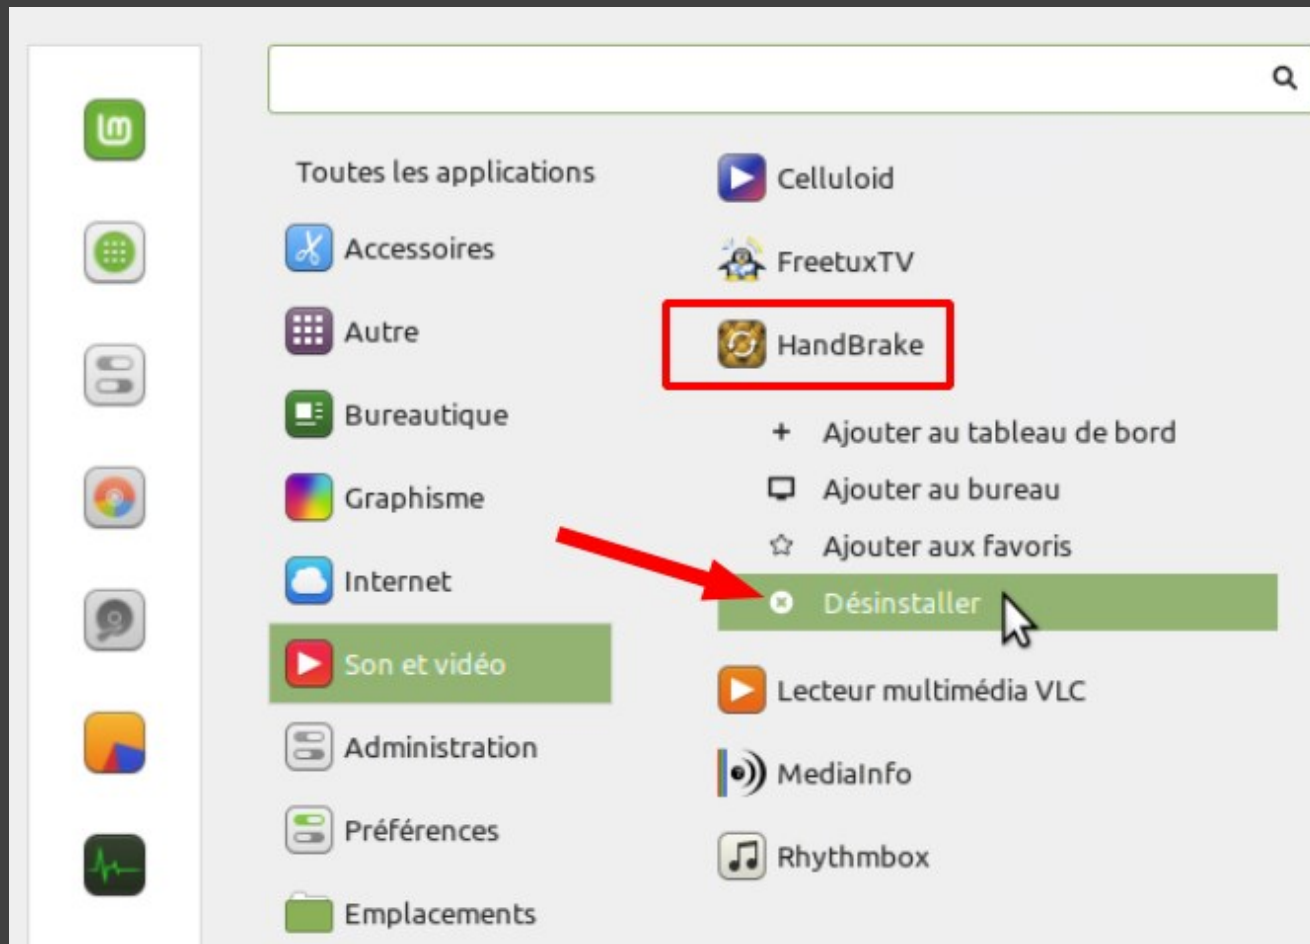 Toutes les applications
Accessoires
Autre
Bureautique
Graphisme
Internet
Son et vidéo
Administration
Préférences
Emplacements
Celluloid
FreetuxTV
HandBrake
+ Ajouter au tableau de bord
Ajouter au bureau
Ajouter aux favoris
Désinstaller
Lecteur multimédia VLC
MediaInfo
Rhythmbox